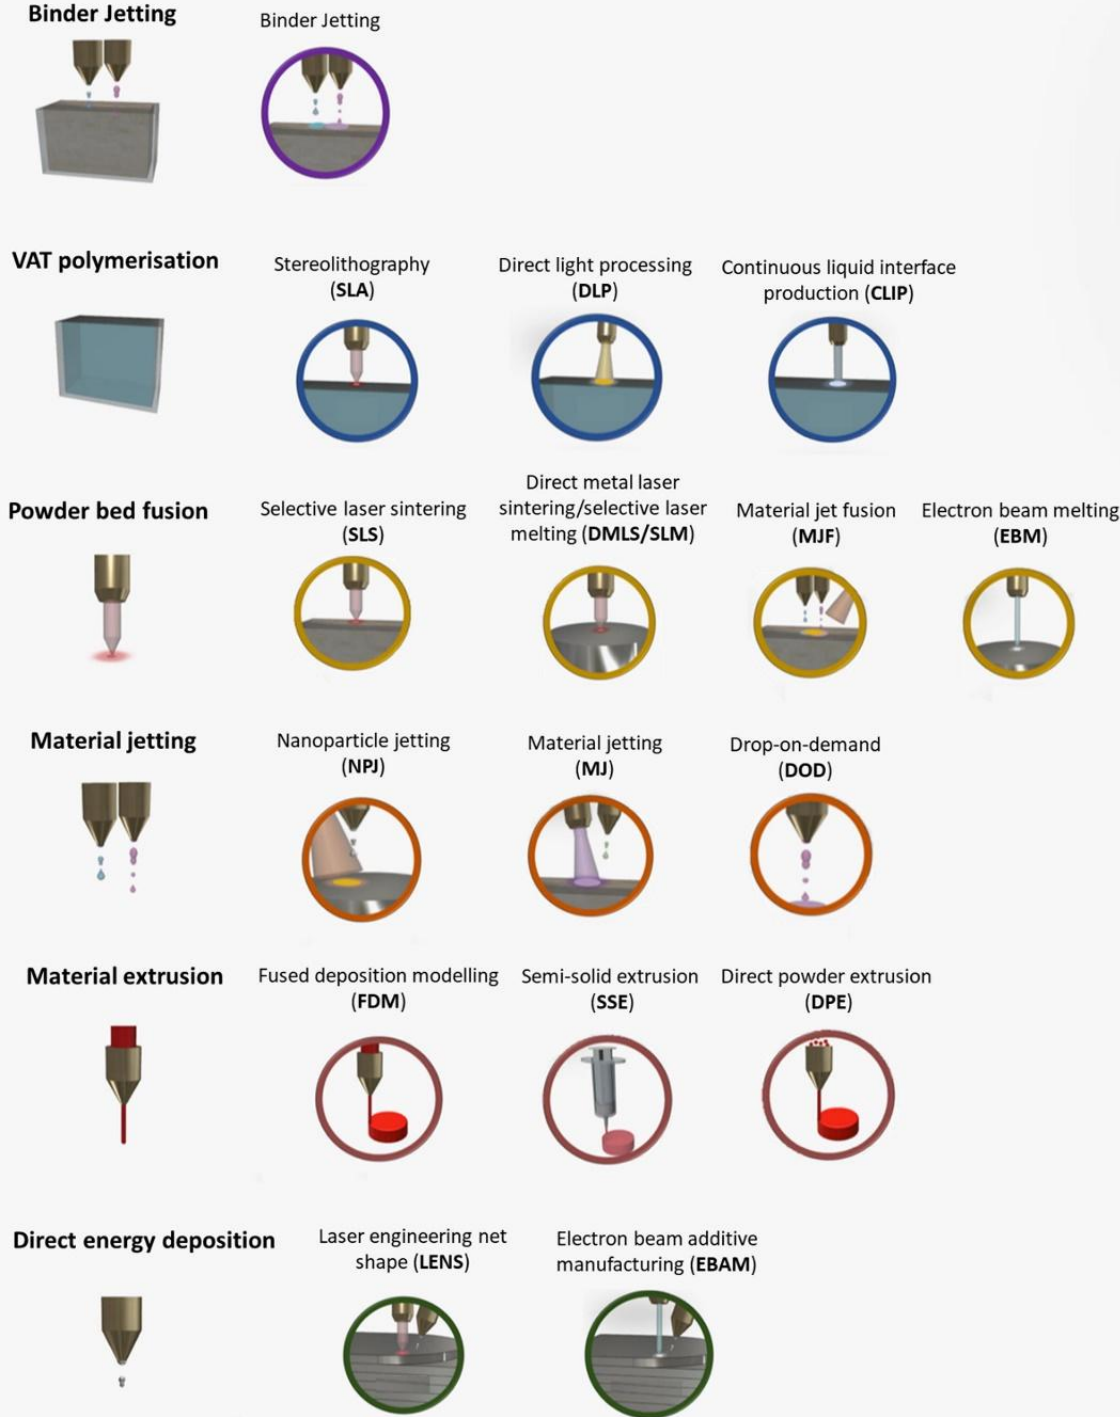 Binder Jetting
Binder Jetting
VAT polymerisation
Stereolithography
(SLA)
Direct light processing
(DLP)
Continuous liquid interface
production (CLIP)
Powder bed fusion
Selective laser sintering
(SLS)
Direct metal laser
sintering/selective laser
melting (DMLS/SLM)
Material jet fusion
(MJF)
Electron beam melting
(EBM)
Material jetting
Nanoparticle jetting
(NPJ)
Material jetting
(MJ)
Drop-on-demand
(DOD)
Material extrusion
Fused deposition modelling
(FDM)
Semi-solid extrusion
(SSE)
Direct powder extrusion
(DPE)
Direct energy deposition
Laser engineering net
shape (LENS)
Electron beam additive
manufacturing (EBAM)